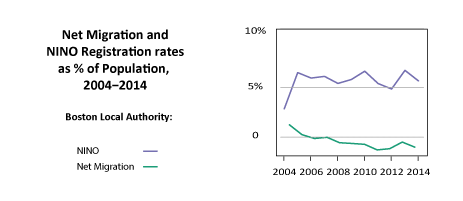 Net Migration and
NINO Registration rates
as % of Population,
2004–2014
Boston Local Authority:
NINO
Net Migration
10%
5%
0
2004 2006 2008 2010 2012 2014